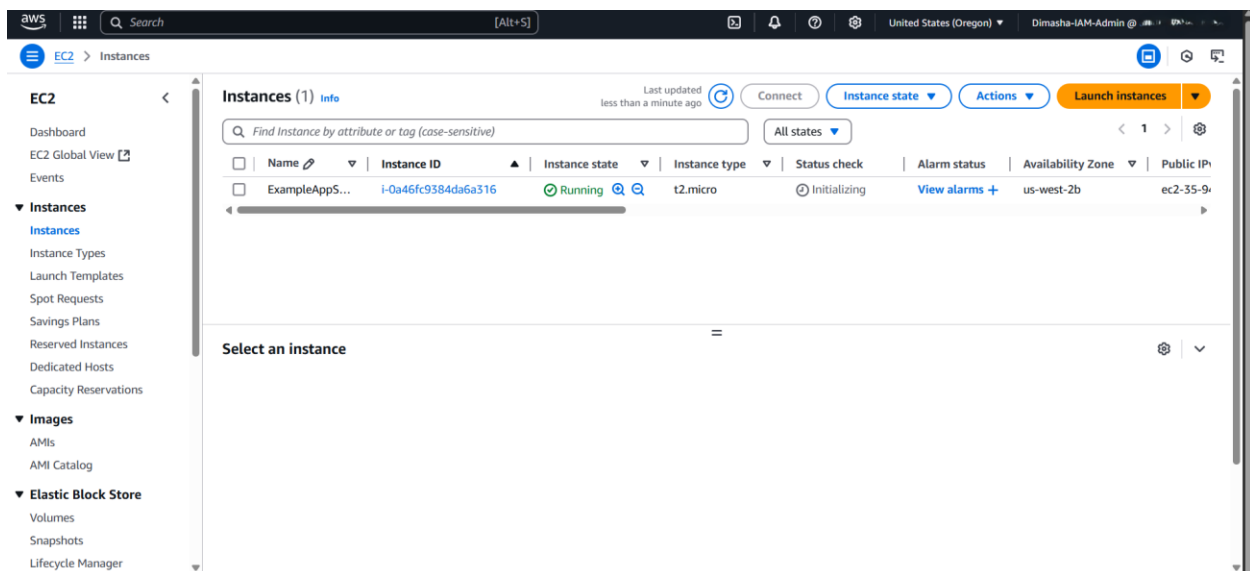 aws Search [Alt+S] United States (Oregon) ▼ Dimasha-IAM-Admin @
EC2 > Instances
EC2
Dashboard
EC2 Global View
Events
▼ Instances
Instances
Instance Types
Launch Templates
Spot Requests
Savings Plans
Reserved Instances
Dedicated Hosts
Capacity Reservations
▼ Images
AMIs
AMI Catalog
▼ Elastic Block Store
Volumes
Snapshots
Lifecycle Manager
Instances (1) Info
Last updated
less than a minute ago
Connect Instance state ▼ Actions ▼ Launch instances ▼
Find Instance by attribute or tag (case-sensitive) All states ▼ < 1 >
Name Instance ID ▲ Instance state Instance type Status check Alarm status Availability Zone Public
ExampleAppS... i-0a46fc9384da6a316 Running t2.micro Initializing View alarms + us-west-2b ec2-35-9
Select an instance